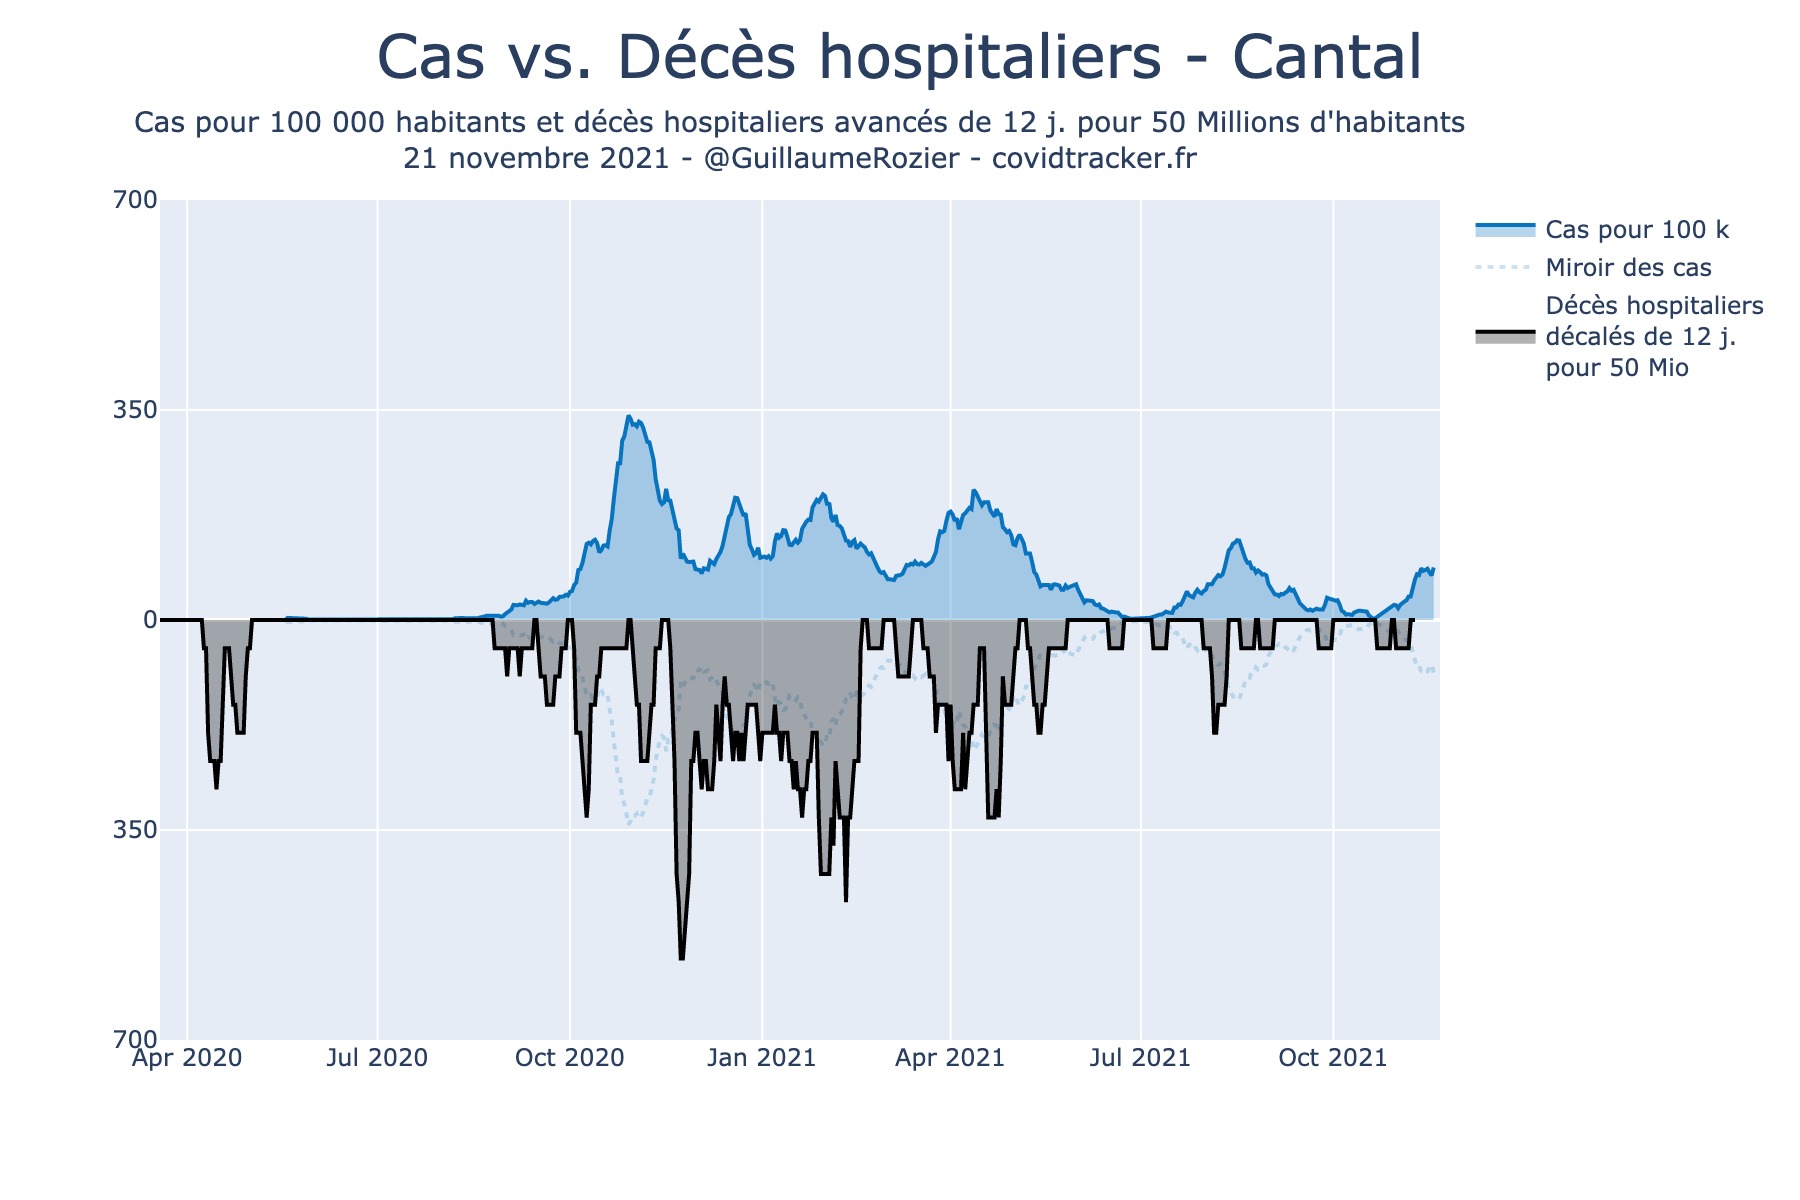 Cas vs. Décès hospitaliers - Cantal
Cas pour 100 000 habitants et décès hospitaliers avancés de 12 j. pour 50 Millions d'habitants
21 novembre 2021 - @GuillaumeRozier - covidtracker.fr
700
350
0
350
700
Apr 2020
Jul 2020
Oct 2020
Jan 2021
Apr 2021
Jul 2021
Oct 2021
Cas pour 100 k
Miroir des cas
Décès hospitaliers
décalés de 12 j.
pour 50 Mio